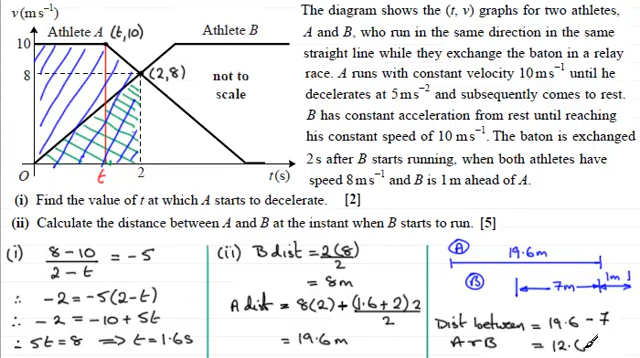 v(m s⁻¹)
Athlete A
(t,10)
Athlete B
10
8
(2,8)
not to
scale
O
t
2
t(s)
The diagram shows the (t, v) graphs for two athletes,
A and B, who run in the same direction in the same
straight line while they exchange the baton in a relay
race. A runs with constant velocity 10 m s⁻¹ until he
decelerates at 5 m s⁻² and subsequently comes to rest.
B has constant acceleration from rest until reaching
his constant speed of 10 m s⁻¹. The baton is exchanged
2 s after B starts running, when both athletes have
speed 8 m s⁻¹ and B is 1 m ahead of A.
(i) Find the value of t at which A starts to decelerate. [2]
(ii) Calculate the distance between A and B at the instant when B starts to run. [5]
(i) (8-10)/(2-t) = -5
∴ -2 = -5(2-t)
∴ -2 = -10 + 5t
∴ 5t = 8 ⟹ t = 1.6s
(ii) B dist = 2(8)/2
= 8m
A dist = 8(2) + (1.6+2)2/2
= 19.6m
A
19.6m
B
7m
1m
Dist between = 19.6 - 7
A → B = 12.6